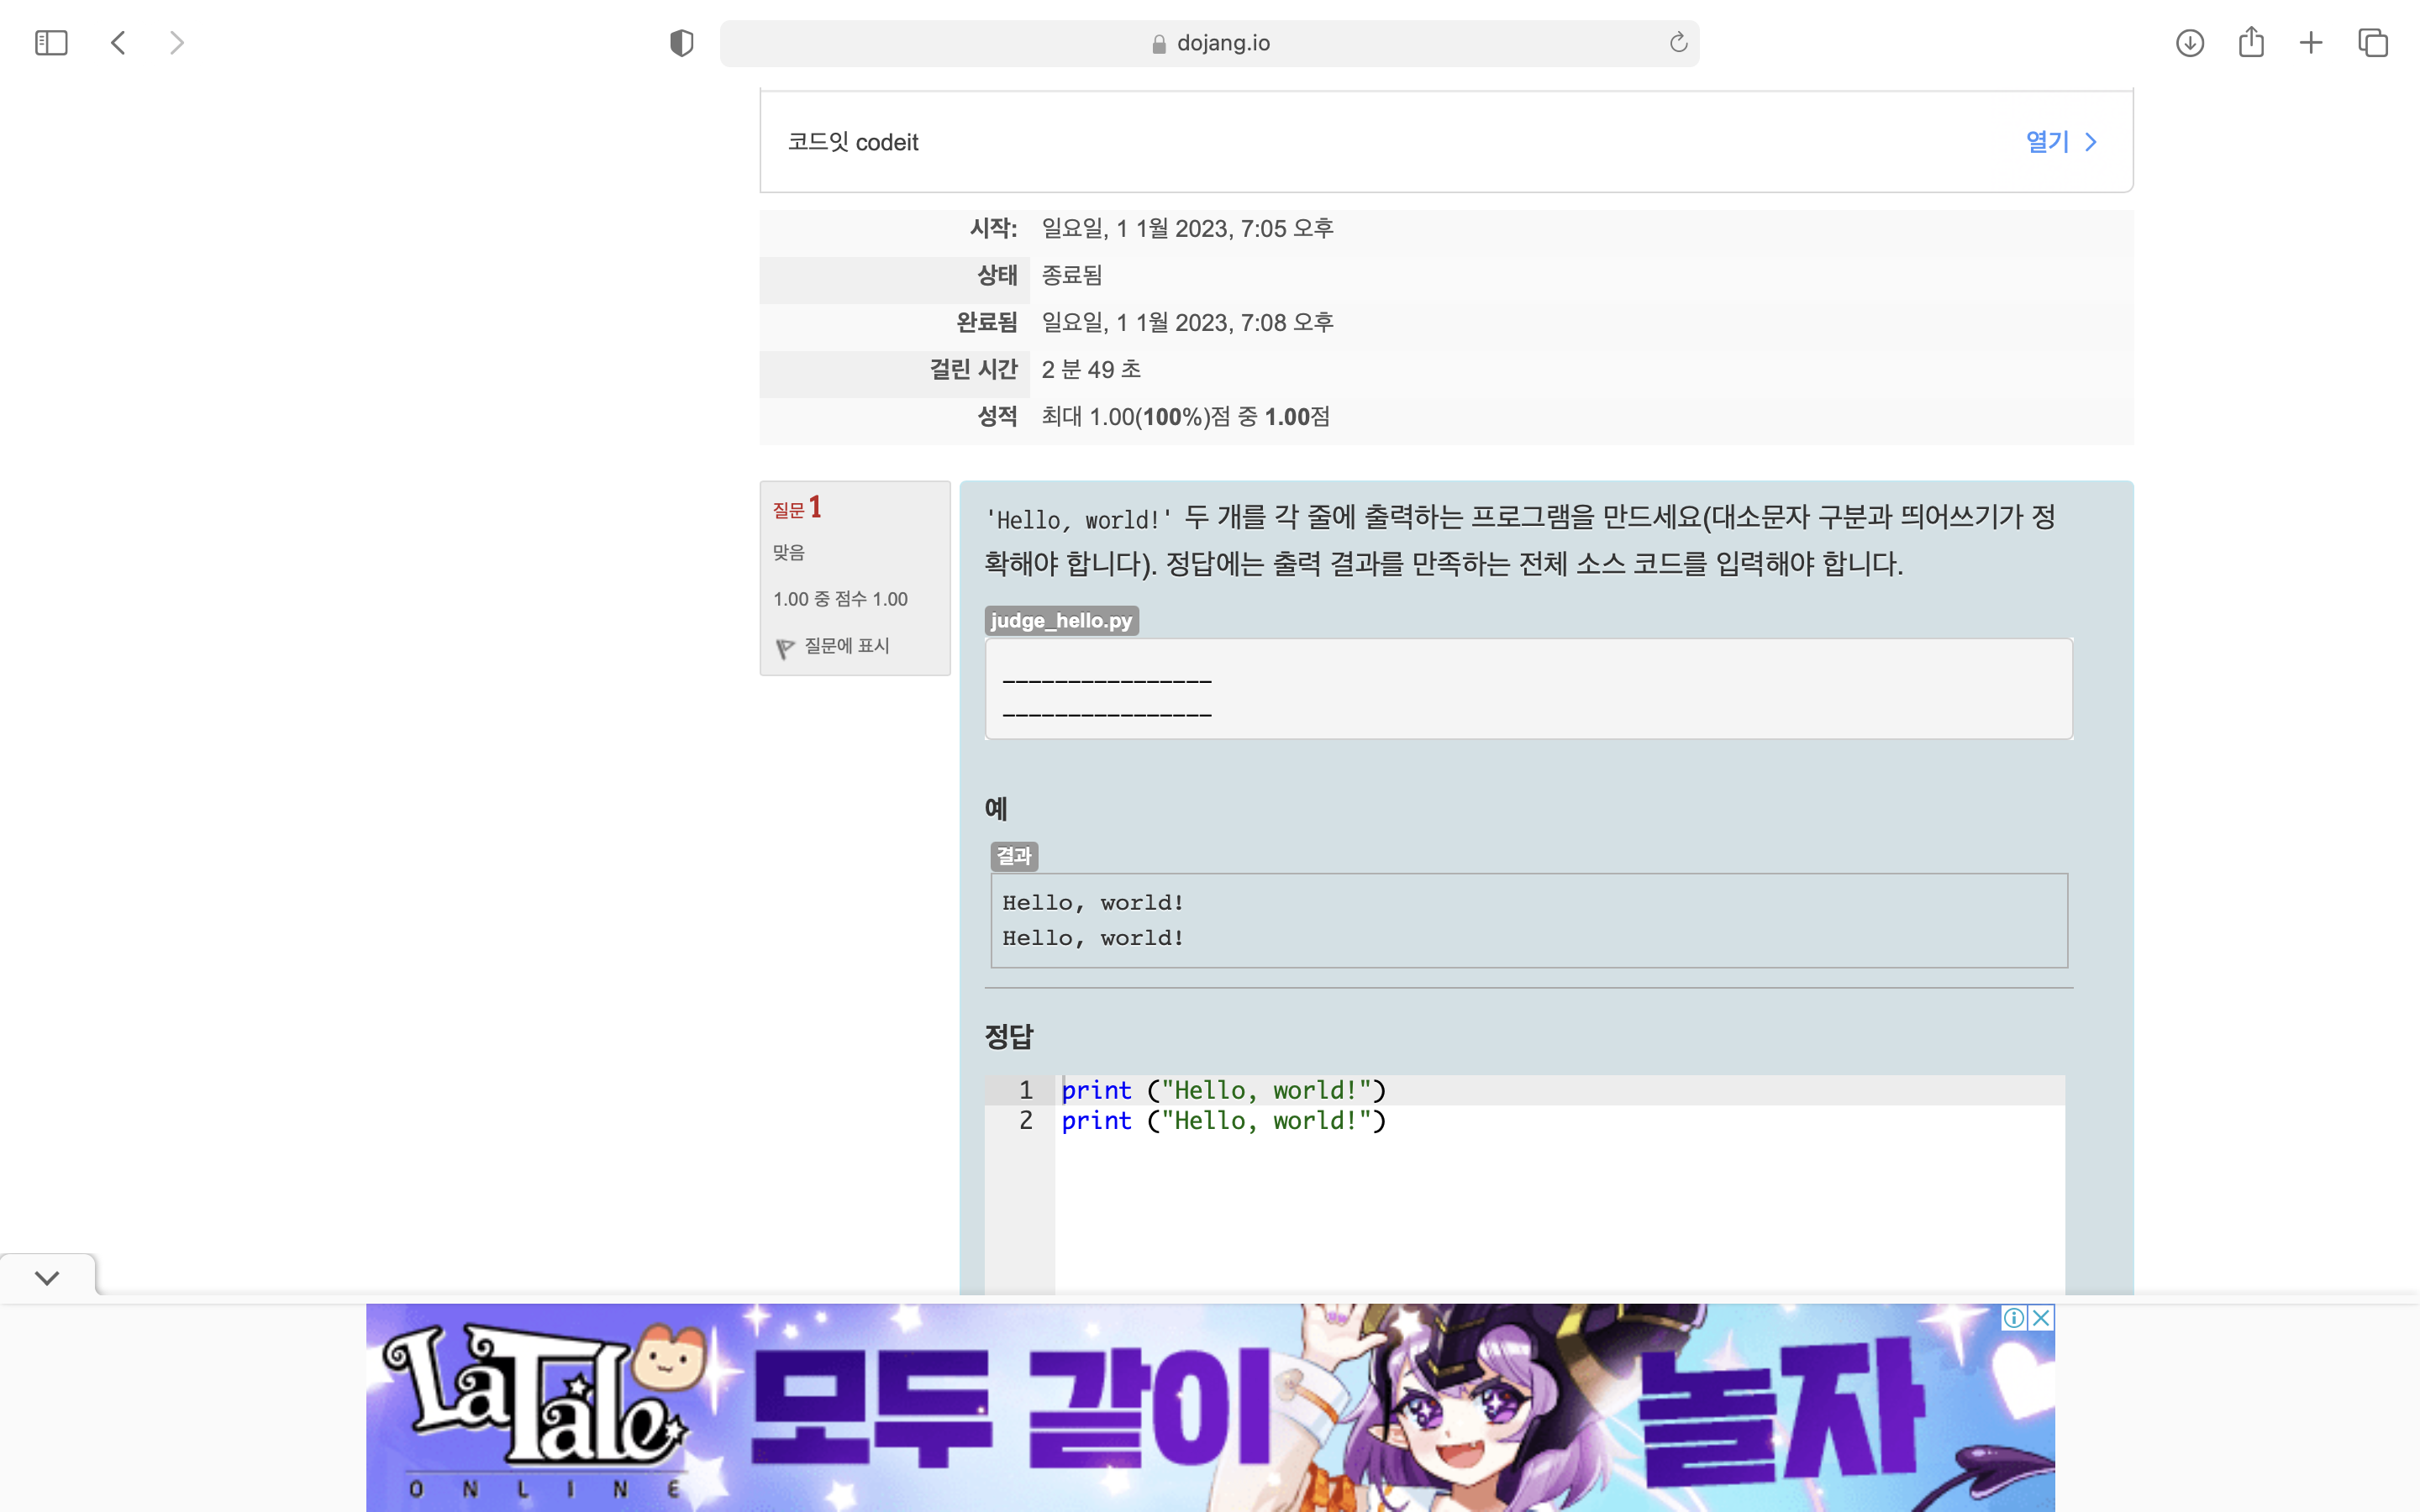 dojang.io
코드잇 codeit
열기
시작: 일요일, 1 1월 2023, 7:05 오후
상태 종료됨
완료됨 일요일, 1 1월 2023, 7:08 오후
걸린 시간 2 분 49 초
성적 최대 1.00(100%)점 중 1.00점
질문 1
맞음
1.00 중 점수 1.00
질문에 표시
'Hello, world!' 두 개를 각 줄에 출력하는 프로그램을 만드세요(대소문자 구분과 띄어쓰기가 정
확해야 합니다). 정답에는 출력 결과를 만족하는 전체 소스 코드를 입력해야 합니다.
judge_hello.py
________________
________________
예
결과
Hello, world!
Hello, world!
정답
1 print ("Hello, world!")
2 print ("Hello, world!")
LaTale
ONLINE
모두 같이
놀자